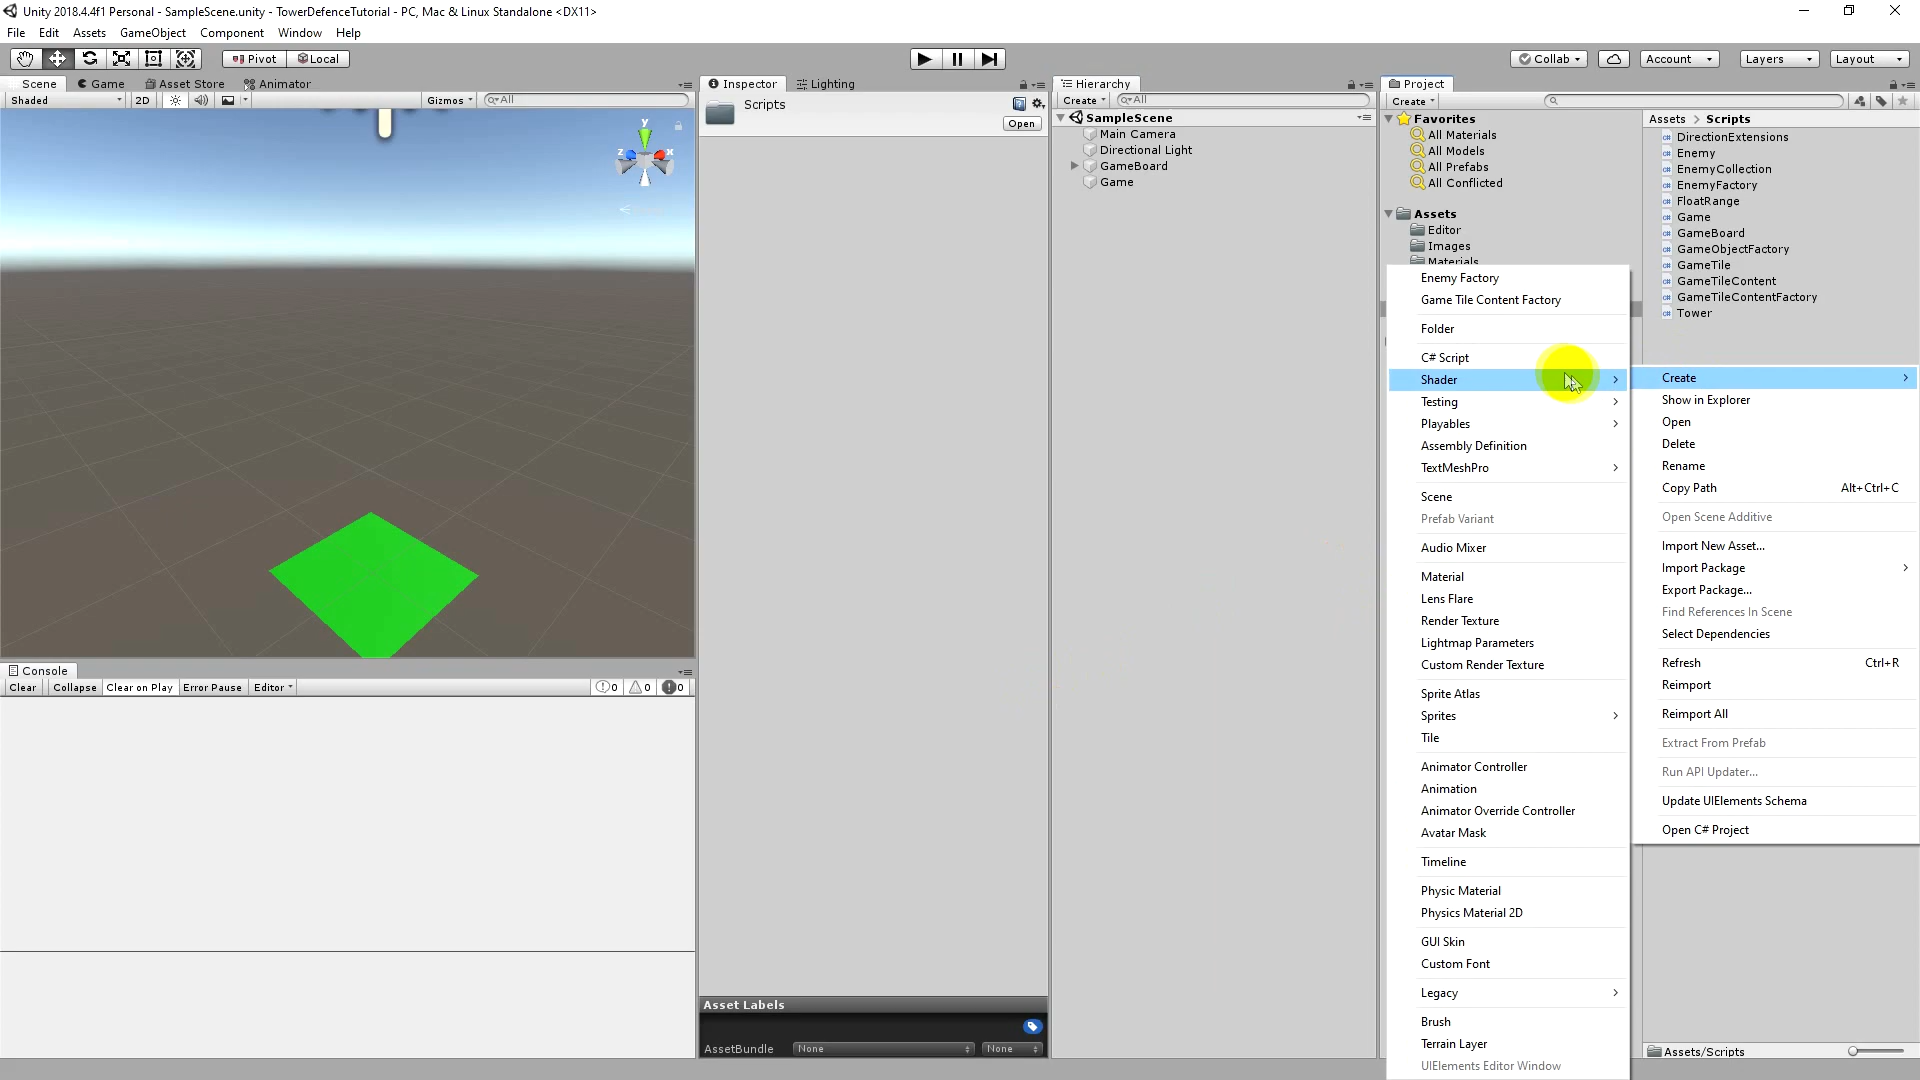 Unity 2018.4.4f1 Personal - SampleScene.unity - TowerDefenceTutorial - PC, Mac & Linux Standalone <DX11>
File Edit Assets GameObject Component Window Help
Pivot Local Collab Account Layers Layout
Scene Game Asset Store Animator
Shaded 2D Gizmos All
y
z x
Console
Clear Collapse Clear on Play Error Pause Editor 0 0 0
Inspector Lighting
Scripts
Open
Asset Labels
AssetBundle None None
Hierarchy
Create All
SampleScene
Main Camera
Directional Light
GameBoard
Game
Project
Create
Favorites
All Materials
All Models
All Prefabs
All Conflicted
Assets
Editor
Images
Materials
Assets > Scripts
DirectionExtensions
Enemy
EnemyCollection
EnemyFactory
FloatRange
Game
GameBoard
GameObjectFactory
GameTile
GameTileContent
GameTileContentFactory
Tower
Enemy Factory
Game Tile Content Factory
Folder
C# Script
Shader
Testing
Playables
Assembly Definition
TextMeshPro
Scene
Prefab Variant
Audio Mixer
Material
Lens Flare
Render Texture
Lightmap Parameters
Custom Render Texture
Sprite Atlas
Sprites
Tile
Animator Controller
Animation
Animator Override Controller
Avatar Mask
Timeline
Physic Material
Physics Material 2D
GUI Skin
Custom Font
Legacy
Brush
Terrain Layer
UIElements Editor Window
Create
Show in Explorer
Open
Delete
Rename
Copy Path Alt+Ctrl+C
Open Scene Additive
Import New Asset...
Import Package
Export Package...
Find References In Scene
Select Dependencies
Refresh Ctrl+R
Reimport
Reimport All
Extract From Prefab
Run API Updater...
Update UIElements Schema
Open C# Project
Assets/Scripts